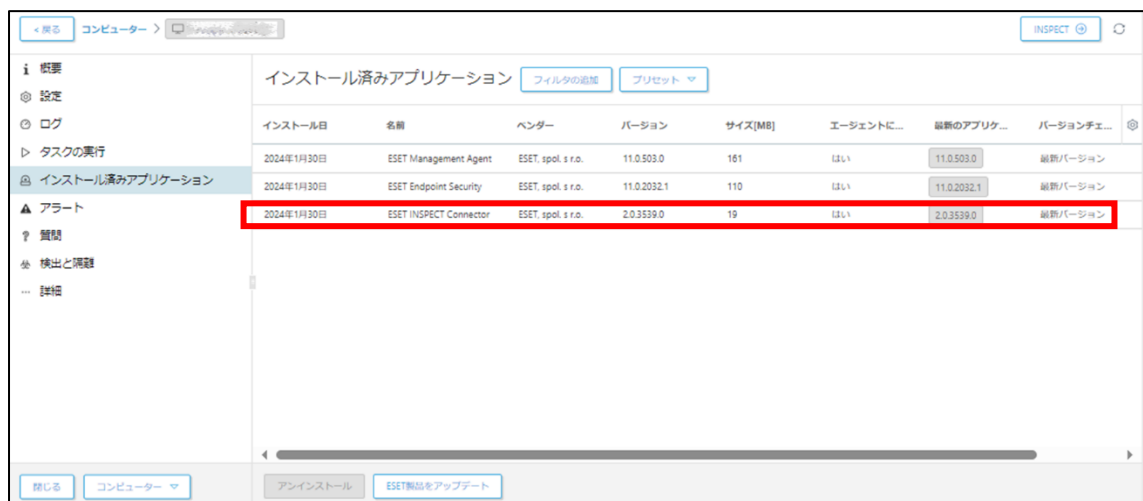 < 戻る コンピューター > INSPECT
概要
設定
ログ
タスクの実行
インストール済みアプリケーション
アラート
質問
検出と隔離
... 詳細
インストール済みアプリケーション フィルタの追加 プリセット
インストール日 名前 ベンダー バージョン サイズ[MB] エージェントに... 最新のアプリケ... バージョンチェ...
2024年1月30日 ESET Management Agent ESET, spol. s r.o. 11.0.503.0 161 はい 11.0.503.0 最新バージョン
2024年1月30日 ESET Endpoint Security ESET, spol. s r.o. 11.0.2032.1 110 はい 11.0.2032.1 最新バージョン
2024年1月30日 ESET INSPECT Connector ESET, spol. s r.o. 2.0.3539.0 19 はい 2.0.3539.0 最新バージョン
閉じる コンピューター アンインストール ESET製品をアップデート